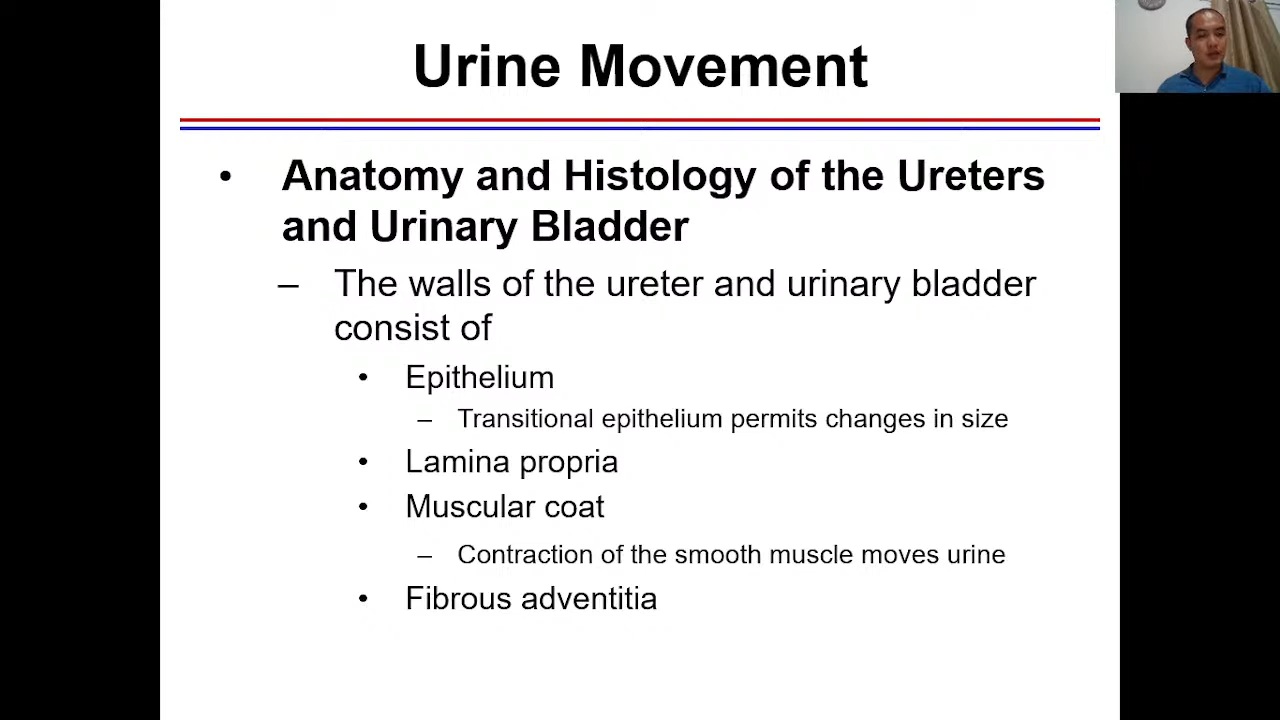 Urine Movement
• Anatomy and Histology of the Ureters
and Urinary Bladder
– The walls of the ureter and urinary bladder
consist of
• Epithelium
– Transitional epithelium permits changes in size
• Lamina propria
• Muscular coat
– Contraction of the smooth muscle moves urine
• Fibrous adventitia